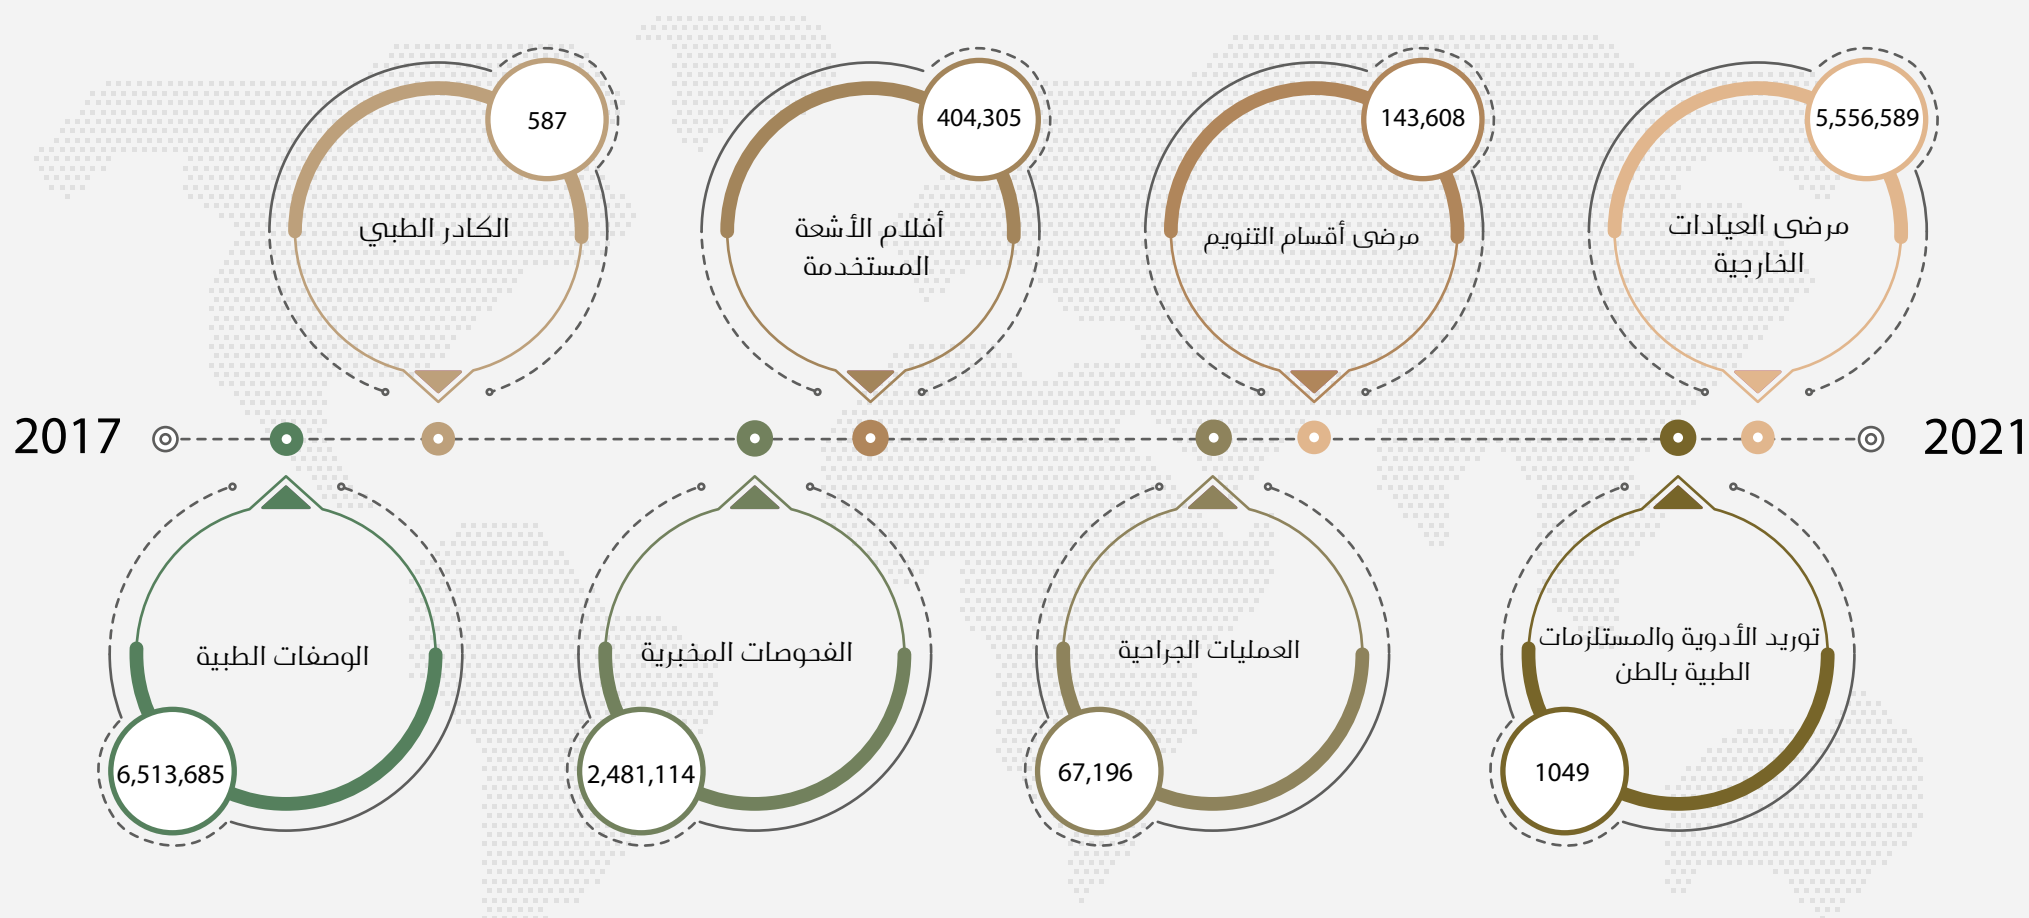 5,556,589
مرضى العيادات
الخارجية
143,608
مرضى أقسام التنويم
404,305
أفلام الأشعة
المستخدمة
587
الكادر الطبي
2017
2021
توريد الأدوية والمستلزمات
الطبية بالطن
1049
العمليات الجراحية
67,196
الفحوصات المخبرية
2,481,114
الوصفات الطبية
6,513,685